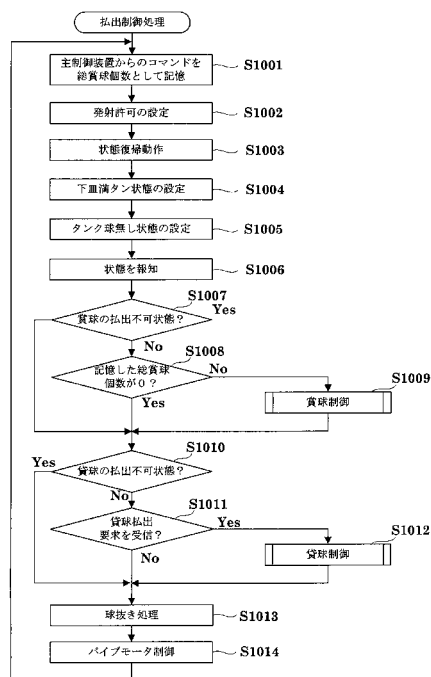 払出制御処理
主制御装置からのコマンドを
総賞球個数として記憶
S1001
発射許可の設定
S1002
状態復帰動作
S1003
下皿満タン状態の設定
S1004
タンク球無し状態の設定
S1005
状態を報知
S1006
S1007
賞球の払出不可状態？
Yes
No
S1008
記憶した総賞球
個数が０？
No
Yes
S1009
賞球制御
S1010
Yes
貸球の払出不可状態？
No
S1011
貸球払出
要求を受信？
Yes
No
S1012
貸球制御
球抜き処理
S1013
バイブモータ制御
S1014